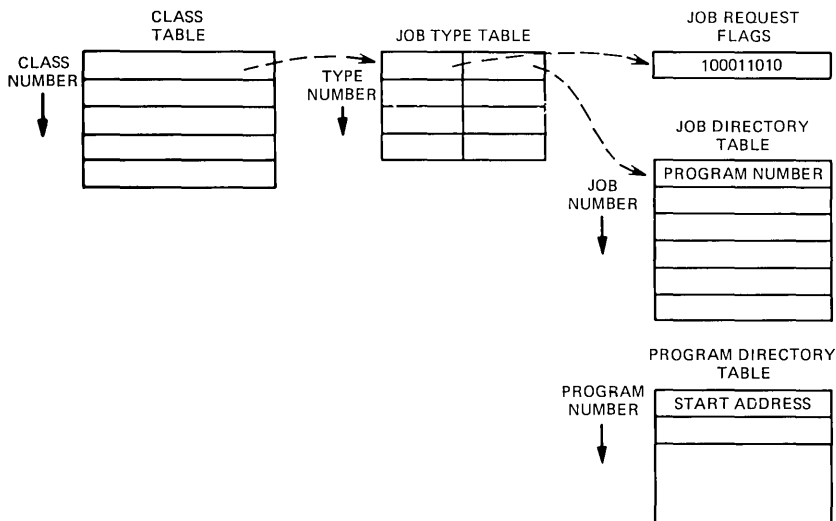 CLASS
TABLE
CLASS
NUMBER
JOB TYPE TABLE
TYPE
NUMBER
JOB REQUEST
FLAGS
100011010
JOB DIRECTORY
TABLE
PROGRAM NUMBER
JOB
NUMBER
PROGRAM DIRECTORY
TABLE
PROGRAM
NUMBER
START ADDRESS